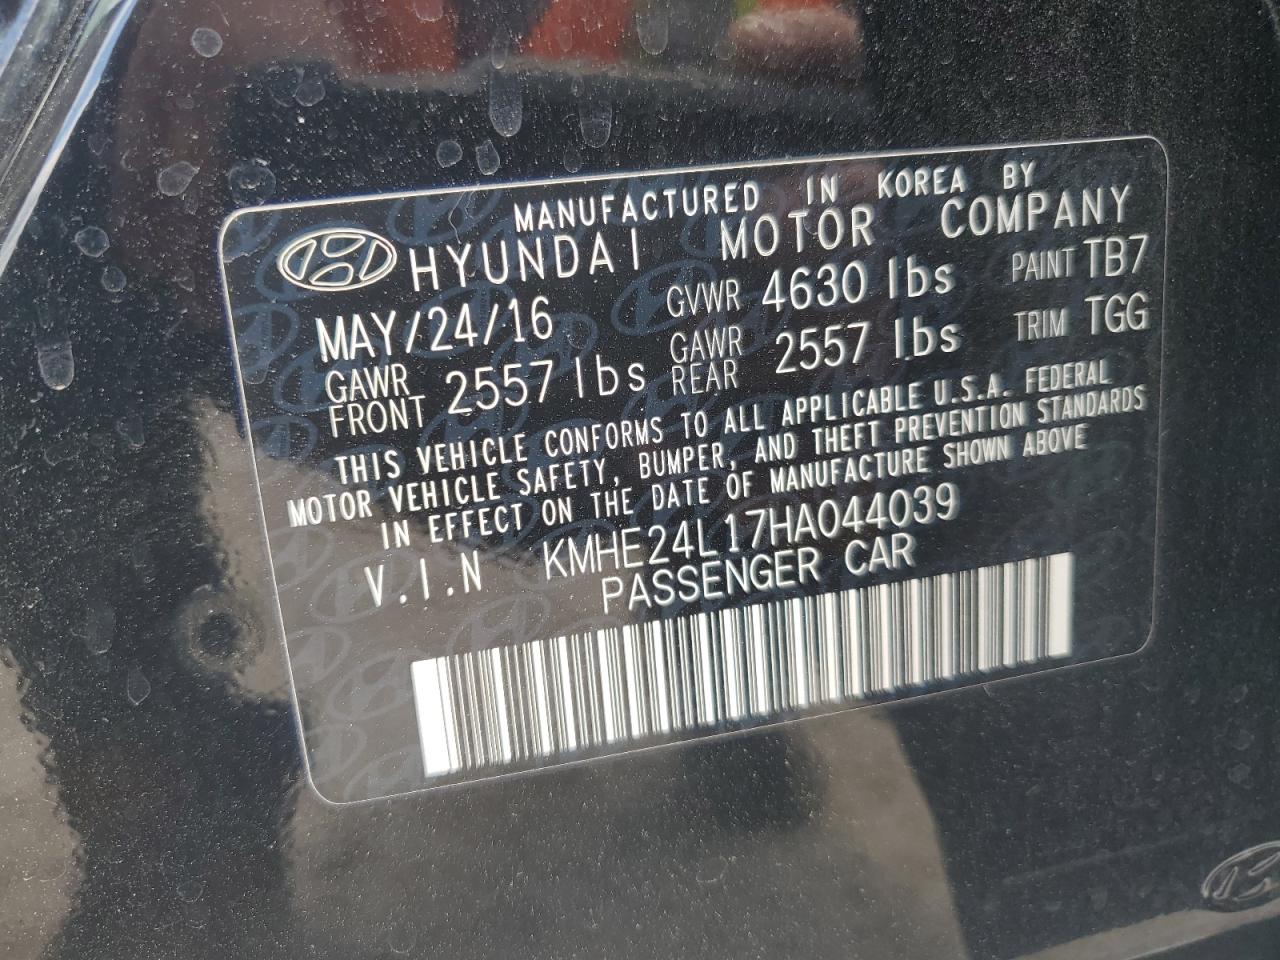 MANUFACTURED IN KOREA BY
HYUNDAI MOTOR COMPANY
MAY/24/16 GVWR 4630 lbs PAINT TB7
GAWR FRONT 2557 lbs GAWR REAR 2557 lbs TRIM TGG
THIS VEHICLE CONFORMS TO ALL APPLICABLE U.S.A. FEDERAL
MOTOR VEHICLE SAFETY, BUMPER, AND THEFT PREVENTION STANDARDS
IN EFFECT ON THE DATE OF MANUFACTURE SHOWN ABOVE
V.I.N KMHE24L17HA044039
PASSENGER CAR